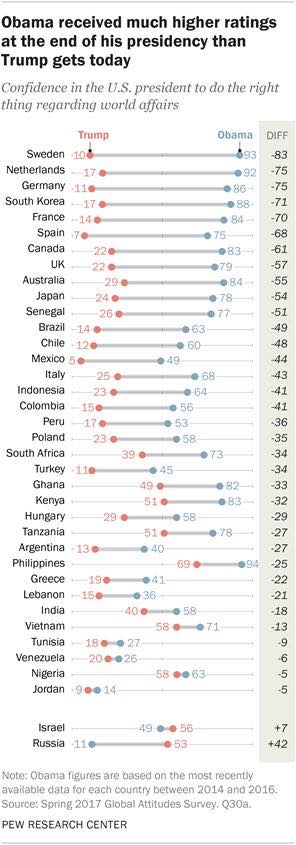 Obama received much higher ratings
at the end of his presidency than
Trump gets today
Confidence in the U.S. president to do the right
thing regarding world affairs
Trump Obama DIFF
Sweden 10 93 -83
Netherlands 17 92 -75
Germany 11 86 -75
South Korea 17 88 -71
France 14 84 -70
Spain 7 75 -68
Canada 22 83 -61
UK 22 79 -57
Australia 29 84 -55
Japan 24 78 -54
Senegal 26 77 -51
Brazil 14 63 -49
Chile 12 60 -48
Mexico 5 49 -44
Italy 25 68 -43
Indonesia 23 64 -41
Colombia 15 56 -41
Peru 17 53 -36
Poland 23 58 -35
South Africa 39 73 -34
Turkey 11 45 -34
Ghana 49 82 -33
Kenya 51 83 -32
Hungary 29 58 -29
Tanzania 51 78 -27
Argentina 13 40 -27
Philippines 69 94 -25
Greece 19 41 -22
Lebanon 15 36 -21
India 40 58 -18
Vietnam 58 71 -13
Tunisia 18 27 -9
Venezuela 20 26 -6
Nigeria 58 63 -5
Jordan 9 14 -5
Israel 49 56 +7
Russia 11 53 +42
Note: Obama figures are based on the most recently
available data for each country between 2014 and 2016.
Source: Spring 2017 Global Attitudes Survey. Q30a.
PEW RESEARCH CENTER